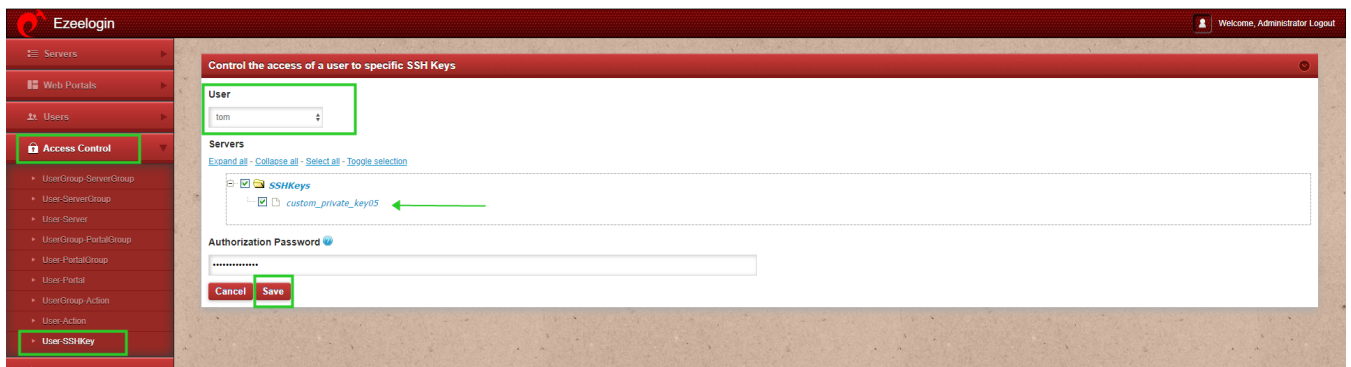 Ezeelogin
Welcome, Administrator Logout
Servers
Web Portals
Users
Access Control
UserGroup-ServerGroup
User-ServerGroup
User-Server
UserGroup-PortalGroup
User-PortalGroup
User-Portal
UserGroup-Action
User-Action
User-SSHKey
Control the access of a user to specific SSH Keys
User
tom
Servers
Expand all - Collapse all - Select all - Toggle selection
SSHKeys
custom_private_key05
Authorization Password
••••••••••••••
Cancel Save